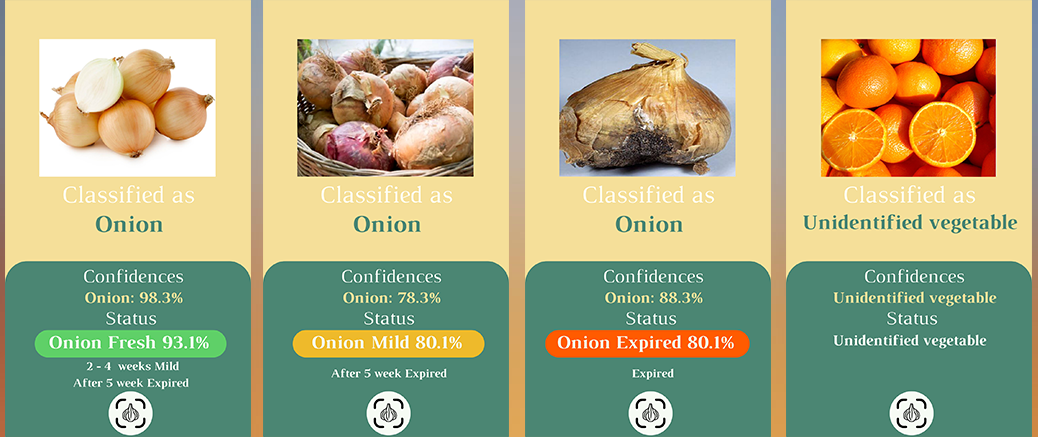 Classified as
Onion
Confidences
Onion: 98.3%
Status
Onion Fresh 93.1%
2 - 4 weeks Mild
After 5 week Expired
Classified as
Onion
Confidences
Onion: 78.3%
Status
Onion Mild 80.1%
After 5 week Expired
Classified as
Onion
Confidences
Onion: 88.3%
Status
Onion Expired 80.1%
Expired
Classified as
Unidentified vegetable
Confidences
Unidentified vegetable
Status
Unidentified vegetable